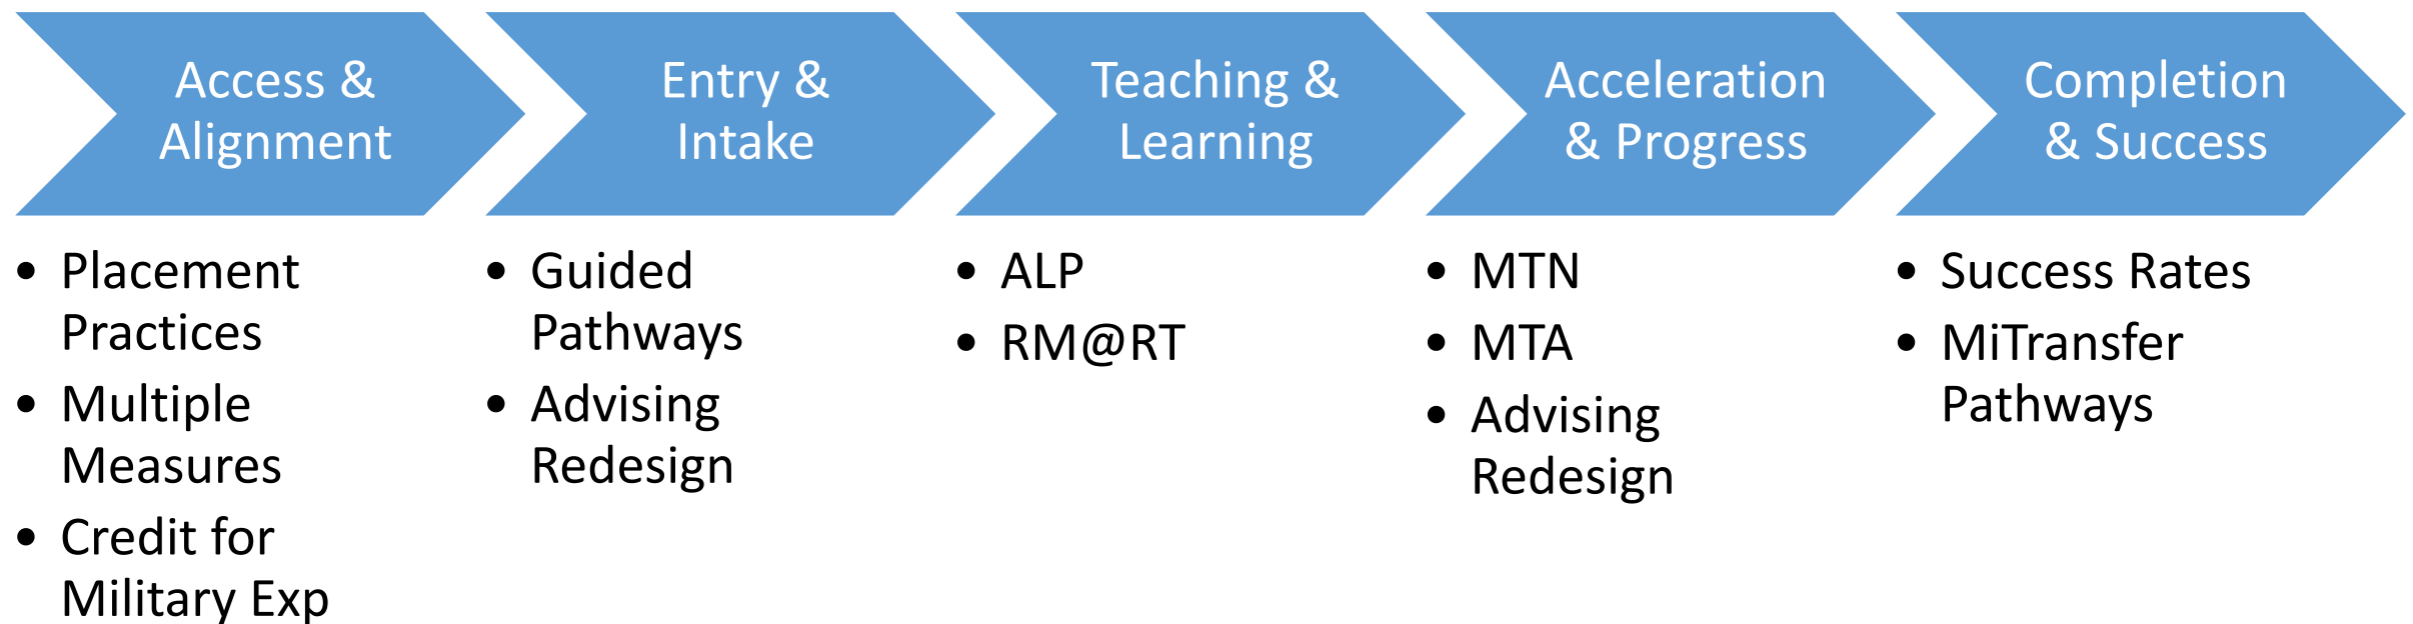 Access &
Alignment
Entry &
Intake
Teaching &
Learning
Acceleration
& Progress
Completion
& Success
• Placement
Practices
• Multiple
Measures
• Credit for
Military Exp
• Guided
Pathways
• Advising
Redesign
• ALP
• RM@RT
• MTN
• MTA
• Advising
Redesign
• Success Rates
• MiTransfer
Pathways